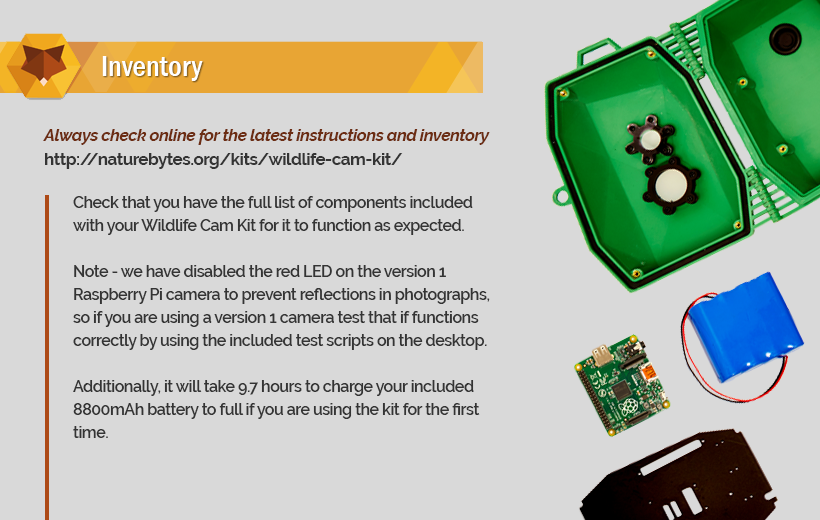 Inventory
Always check online for the latest instructions and inventory
http://naturebytes.org/kits/wildlife-cam-kit/
Check that you have the full list of components included
with your Wildlife Cam Kit for it to function as expected.
Note - we have disabled the red LED on the version 1
Raspberry Pi camera to prevent reflections in photographs,
so if you are using a version 1 camera test that if functions
correctly by using the included test scripts on the desktop.
Additionally, it will take 9.7 hours to charge your included
8800mAh battery to full if you are using the kit for the first
time.